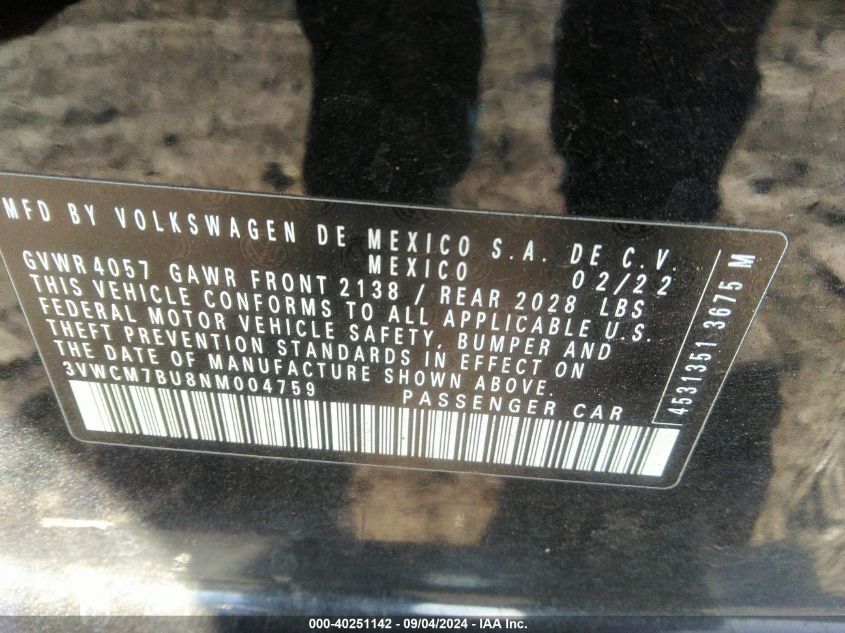 MFD BY VOLKSWAGEN DE MEXICO S.A. DE C.V.
MEXICO 02/22
GVWR 4057 GAWR FRONT 2138 / REAR 2028 LBS
THIS VEHICLE CONFORMS TO ALL APPLICABLE U.S.
FEDERAL MOTOR VEHICLE SAFETY, BUMPER AND
THEFT PREVENTION STANDARDS IN EFFECT ON
THE DATE OF MANUFACTURE SHOWN ABOVE.
3VWCM7BU8NM004759 PASSENGER CAR
4531351 3675 M
000-40251142 - 09/04/2024 - IAA Inc.